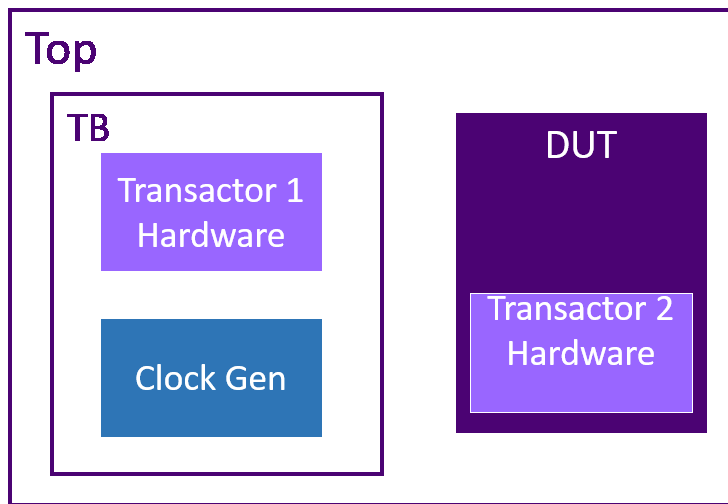 Top
TB
Transactor 1
Hardware
Clock Gen
DUT
Transactor 2
Hardware